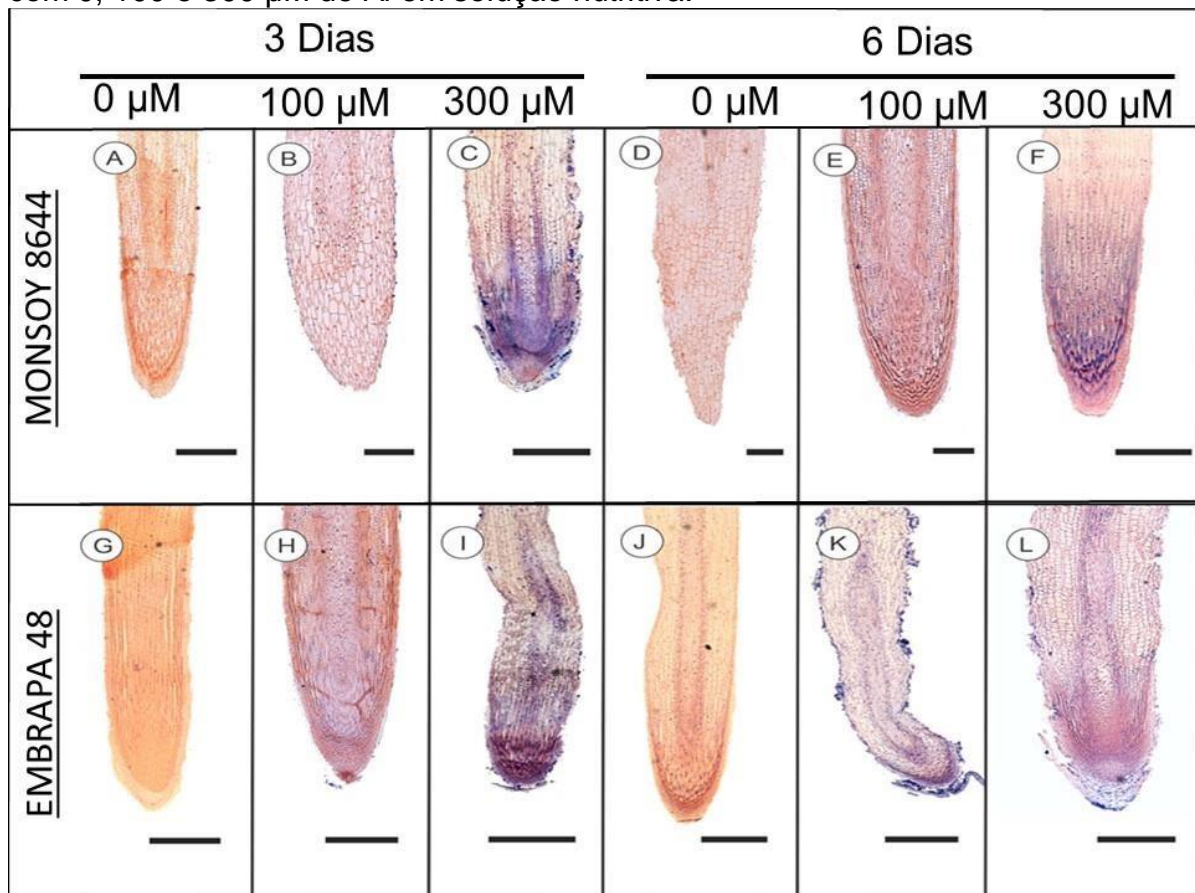 3 Dias 6 Dias
0 µM 100 µM 300 µM 0 µM 100 µM 300 µM
MONSOY 8644
A B C D E F
EMBRAPA 48
G H I J K L